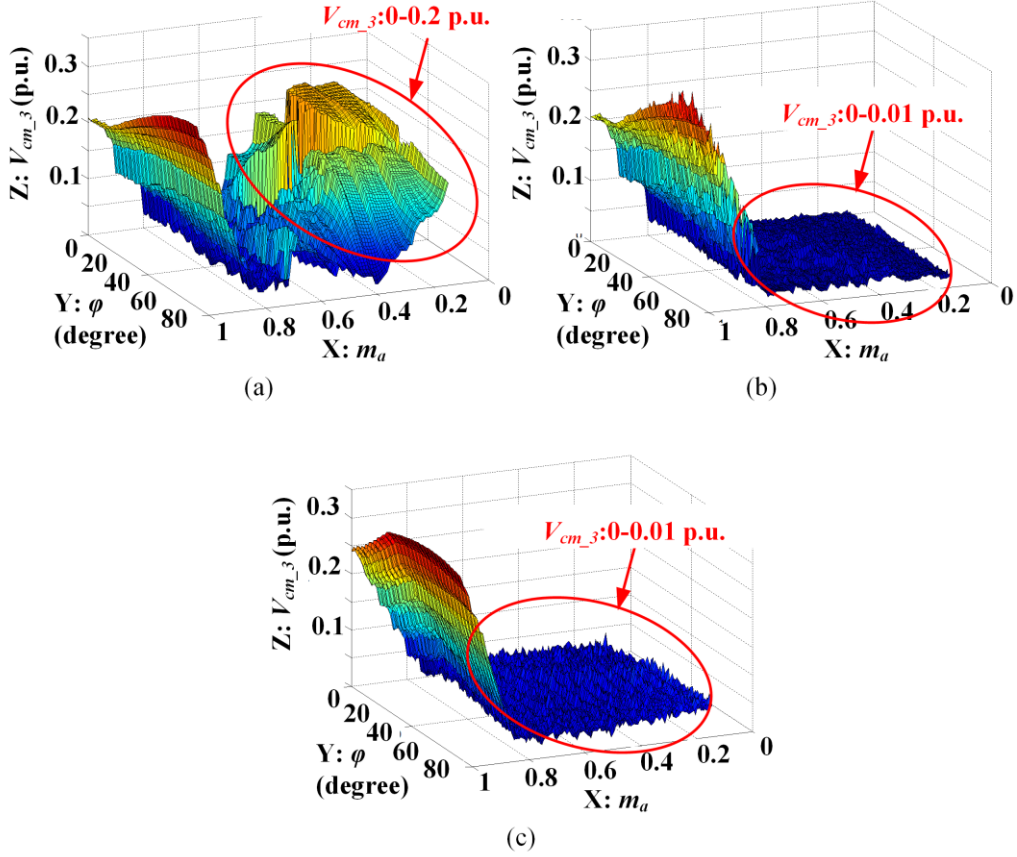 V_cm_3:0-0.2 p.u.
Z: V_cm_3 (p.u.)
0.3
0.2
0.1
0
20
40
60
80
Y: φ
(degree)
1
0.8
0.6
0.4
0.2
0
X: m_a
(a)
V_cm_3:0-0.01 p.u.
Z: V_cm_3 (p.u.)
0.3
0.2
0.1
0
20
40
60
80
Y: φ
(degree)
1
0.8
0.6
0.4
0.2
0
X: m_a
(b)
V_cm_3:0-0.01 p.u.
Z: V_cm_3 (p.u.)
0.3
0.2
0.1
0
20
40
60
80
Y: φ
(degree)
1
0.8
0.6
0.4
0.2
0
X: m_a
(c)